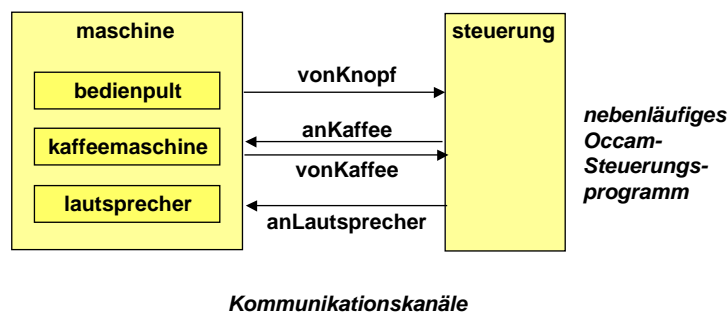 maschine
steuerung
bedienpult
kaffeemaschine
lautsprecher
vonKnopf
anKaffee
vonKaffee
anLautsprecher
nebenläufiges
Occam-
Steuerungs-
programm
Kommunikationskanäle